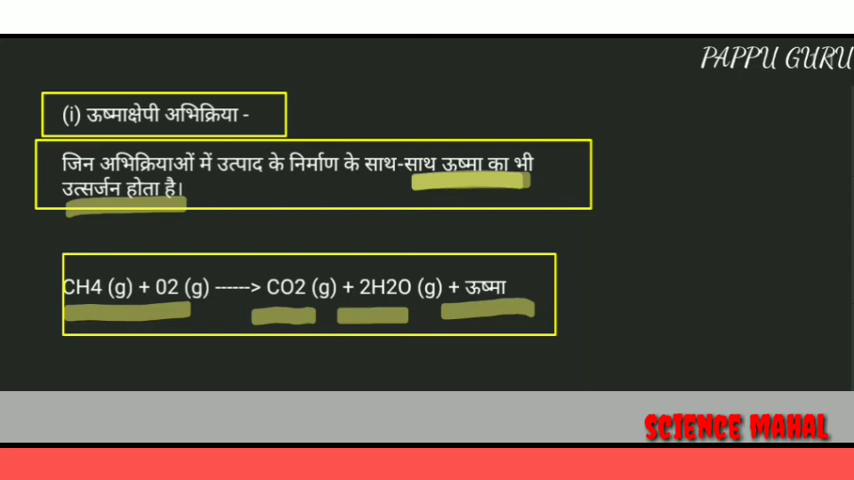 PAPPU GURU
(i) ऊष्माक्षेपी अभिक्रिया -
जिन अभिक्रियाओं में उत्पाद के निर्माण के साथ-साथ ऊष्मा का भी
उत्सर्जन होता है।
CH4 (g) + 02 (g) ------> CO2 (g) + 2H2O (g) + ऊष्मा
SCIENCE MAHAL